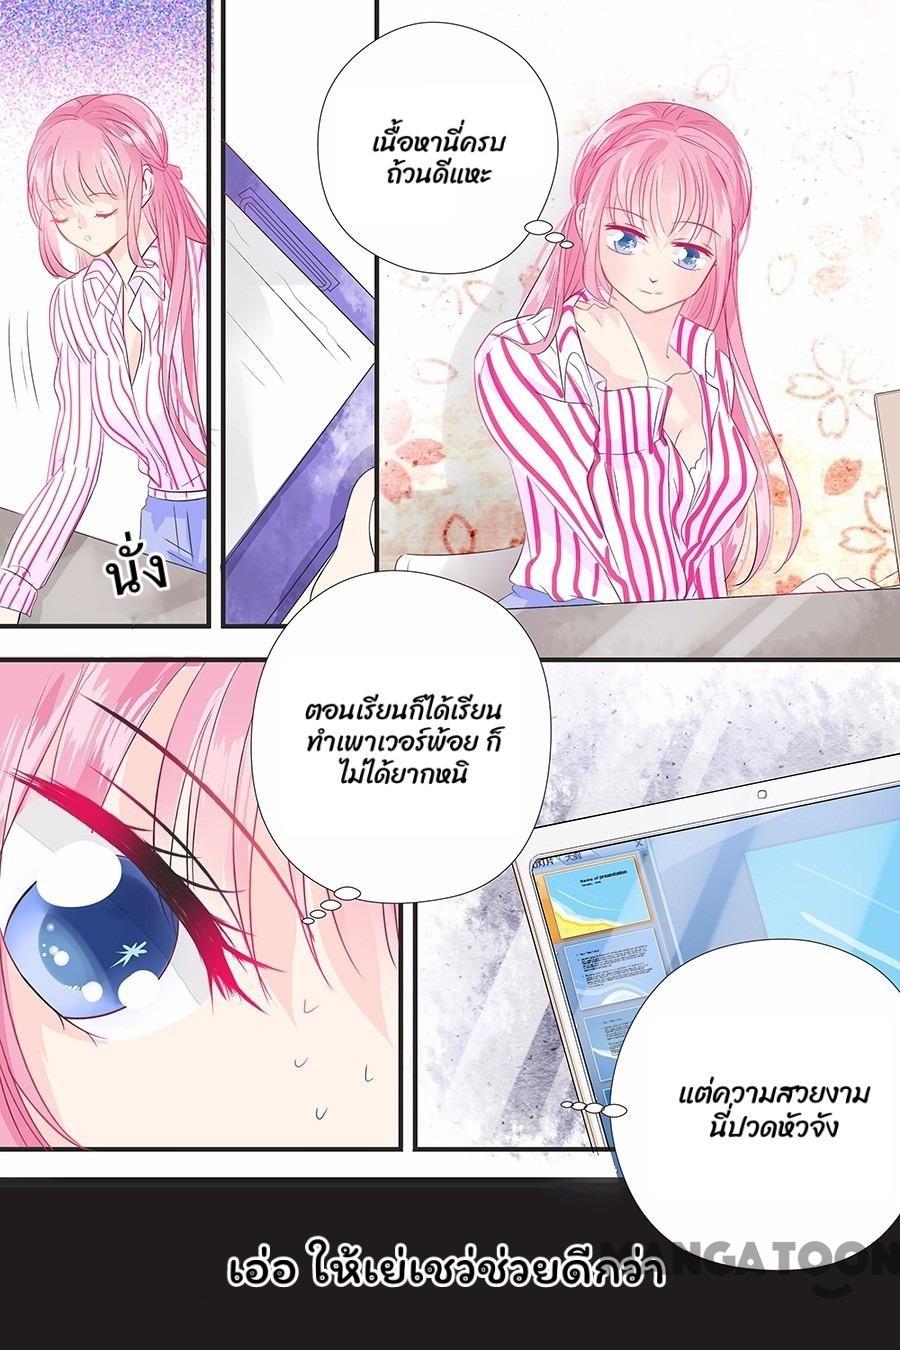 เนื้อหานี่ครบ
ถ้วนดีแหะ
นั่ง
ตอนเรียนก็ได้เรียน
ทำเพาเวอร์พ้อย ก็
ไม่ได้ยากหนิ
Name of presentation
แต่ความสวยงาม
นี่ปวดหัวจัง
เอ่อ ให้เย่เชว่ช่วยดีกว่า
MANGATOON